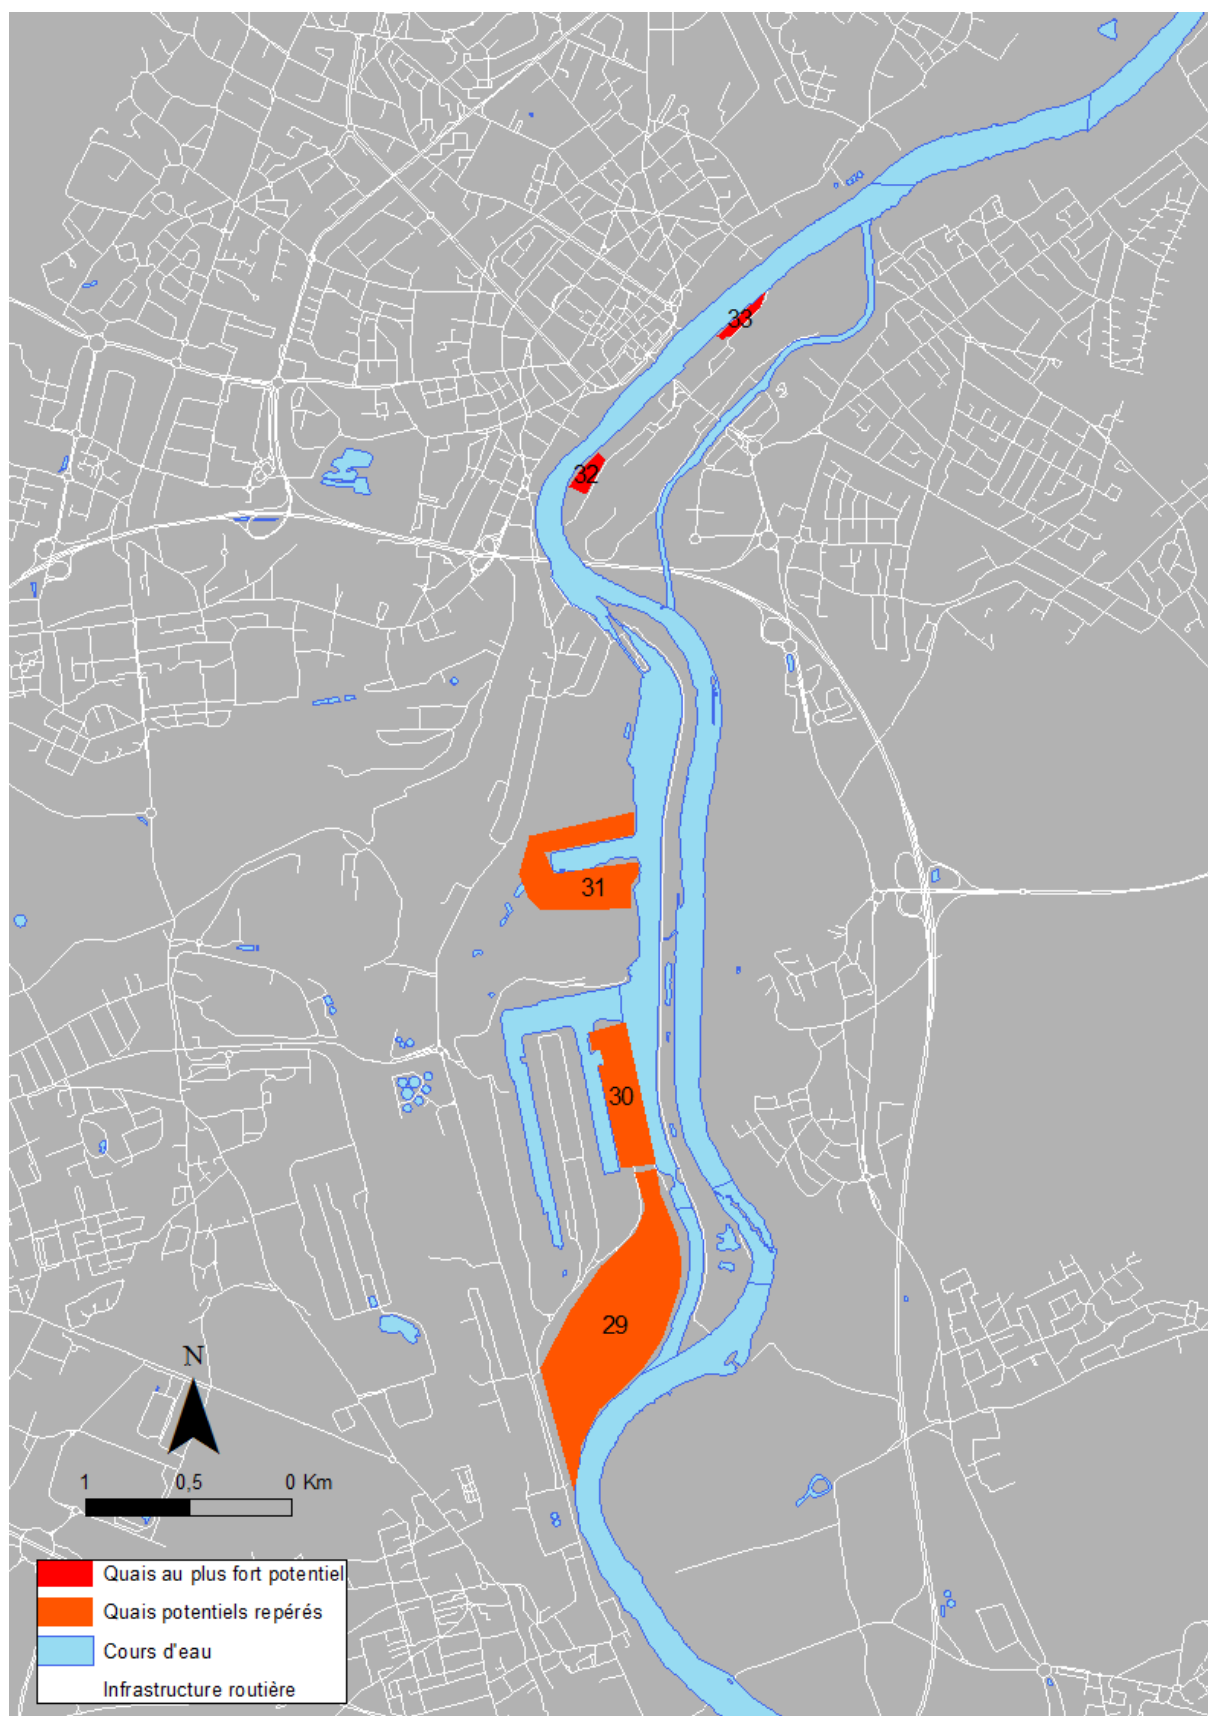 33
32
31
30
29
N
1 0,5 0 Km
Quais au plus fort potentiel
Quais potentiels repérés
Cours d'eau
Infrastructure routière